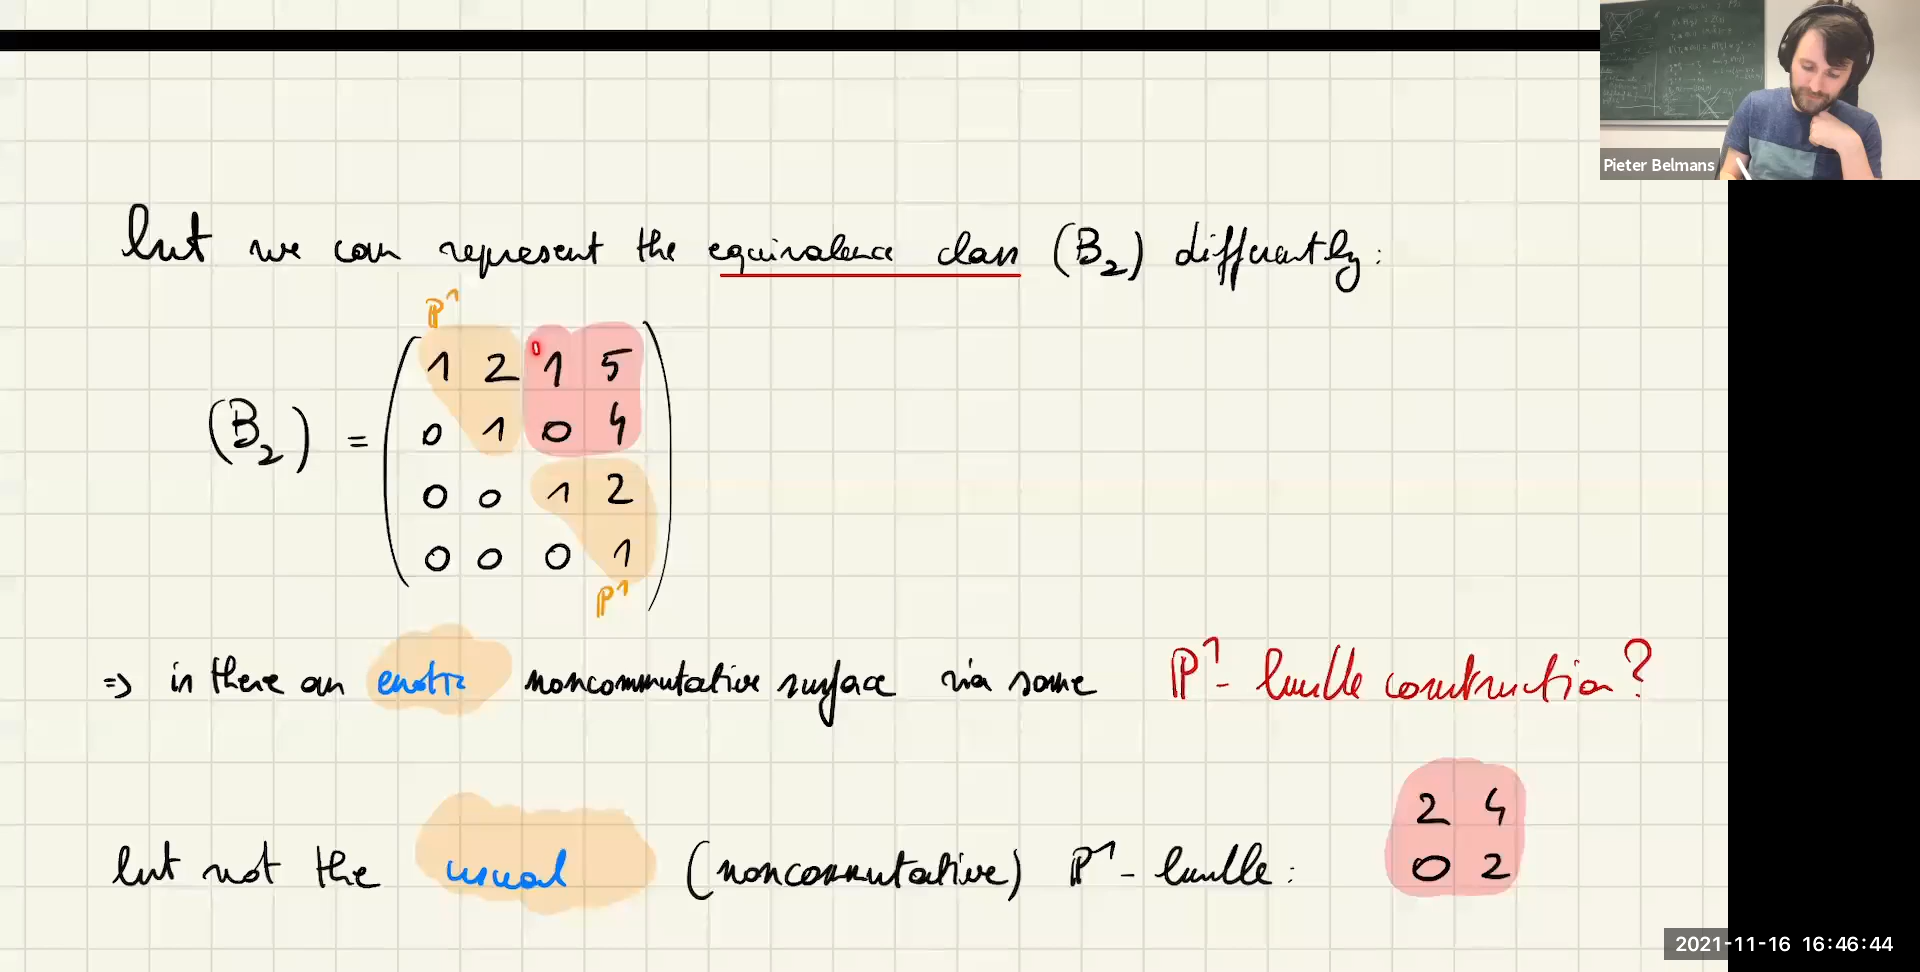 Pieter Belmans
but we can represent the equivalence class (B₂) differently:
P¹
(B₂) =
1 2 1 5
0 1 0 4
0 0 1 2
0 0 0 1
P¹
⇒ is there an exotic noncommutative surface via some P¹-bundle construction?
2 4
0 2
but not the usual (noncommutative) P¹-bundle:
2021-11-16 16:46:44